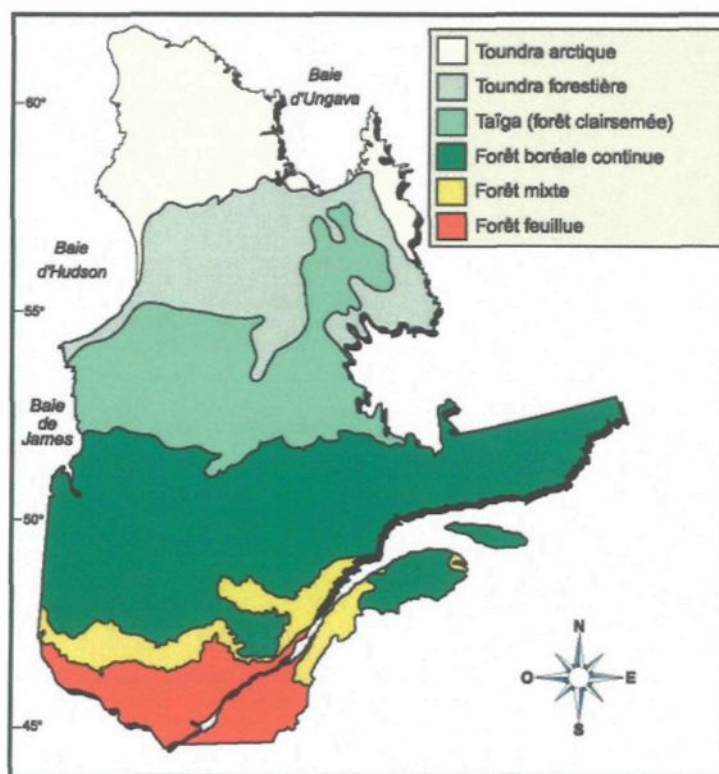 Toundra arctique
Toundra forestière
Taïga (forêt clairsemée)
Forêt boréale continue
Forêt mixte
Forêt feuillue
Baie
d'Ungava
60°
Baie
d'Hudson
55°
Baie
de
James
50°
45°
N
O
E
S